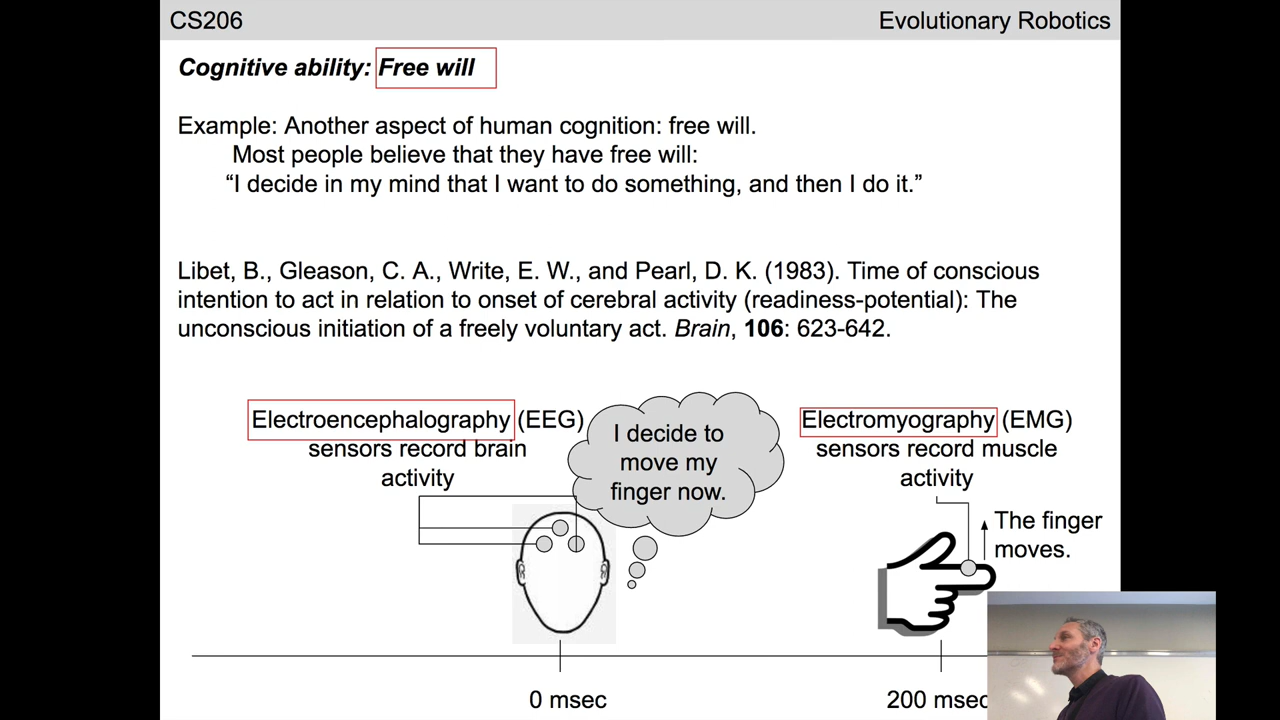 CS206
Evolutionary Robotics
Cognitive ability: Free will
Example: Another aspect of human cognition: free will.
Most people believe that they have free will:
“I decide in my mind that I want to do something, and then I do it.”
Libet, B., Gleason, C. A., Write, E. W., and Pearl, D. K. (1983). Time of conscious
intention to act in relation to onset of cerebral activity (readiness-potential): The
unconscious initiation of a freely voluntary act. Brain, 106: 623-642.
Electroencephalography (EEG)
sensors record brain
activity
I decide to
move my
finger now.
Electromyography (EMG)
sensors record muscle
activity
The finger
moves.
0 msec
200 msec